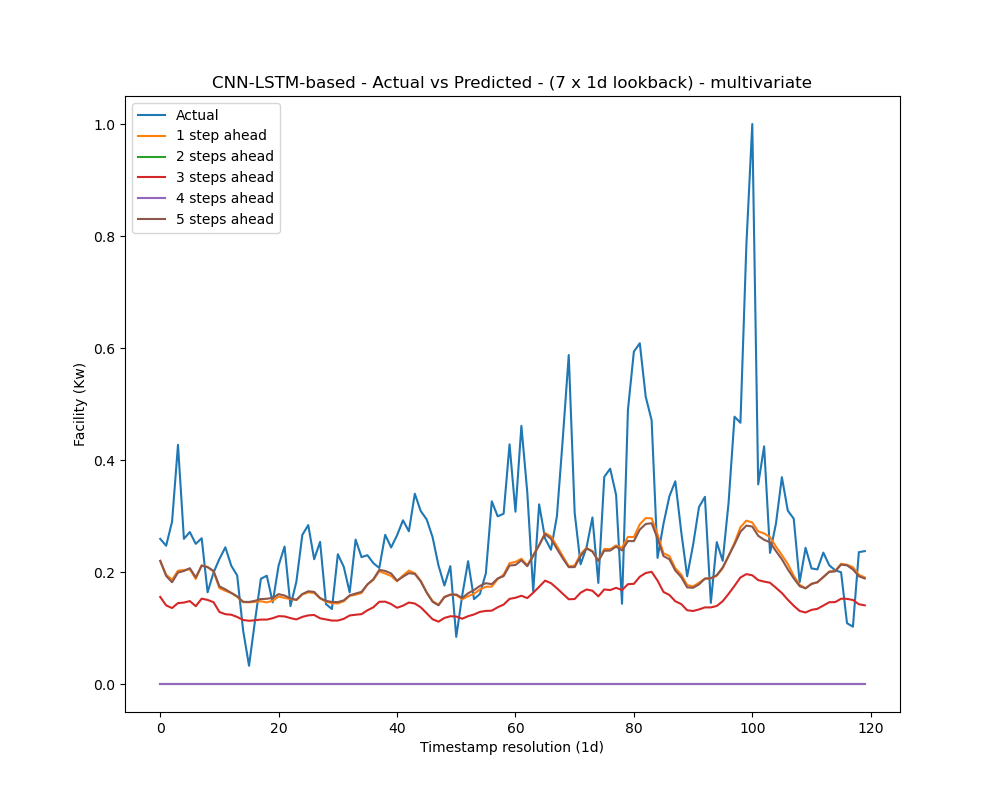 CNN-LSTM-based - Actual vs Predicted - (7 x 1d lookback) - multivariate
Actual
1 step ahead
2 steps ahead
3 steps ahead
4 steps ahead
5 steps ahead
1.0
0.8
0.6
0.4
0.2
0.0
Facility (Kw)
0 20 40 60 80 100 120
Timestamp resolution (1d)